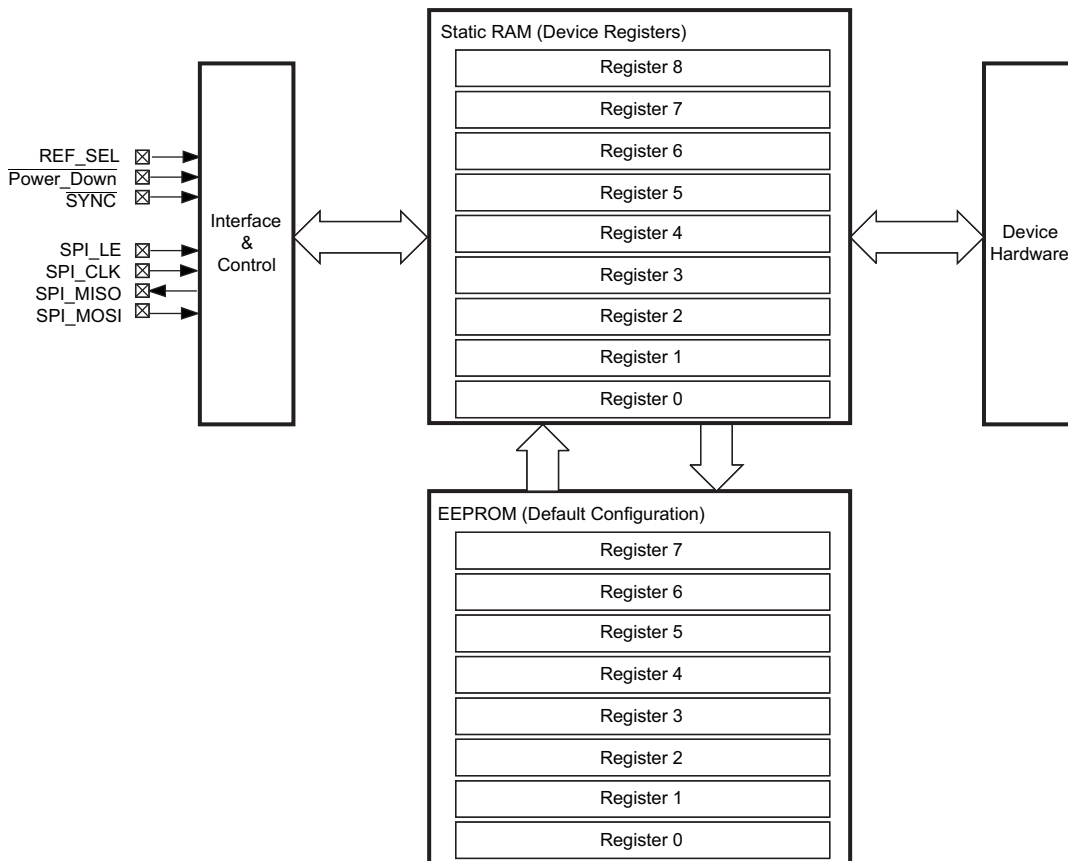 Static RAM (Device Registers)
Register 8
Register 7
Register 6
Register 5
Register 4
Register 3
Register 2
Register 1
Register 0
REF_SEL
Power_Down
SYNC
SPI_LE
SPI_CLK
SPI_MISO
SPI_MOSI
Interface
&
Control
Device
Hardware
EEPROM (Default Configuration)
Register 7
Register 6
Register 5
Register 4
Register 3
Register 2
Register 1
Register 0